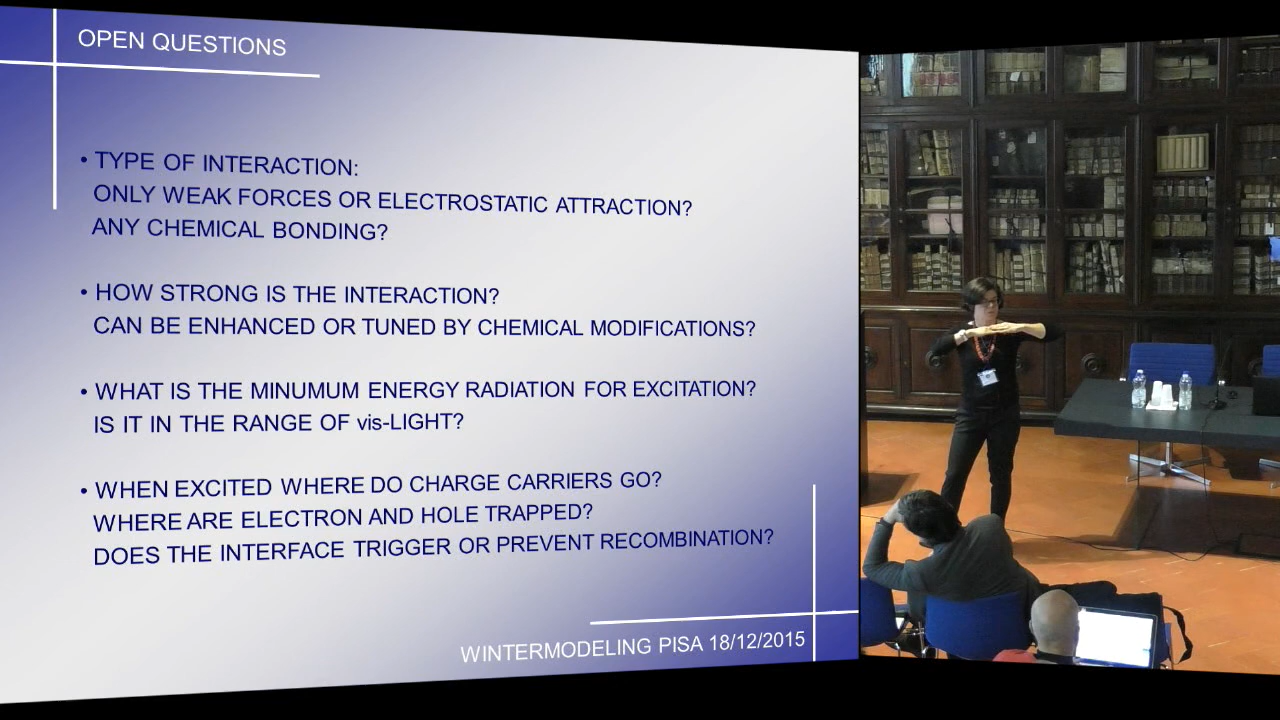 OPEN QUESTIONS
• TYPE OF INTERACTION:
ONLY WEAK FORCES OR ELECTROSTATIC ATTRACTION?
ANY CHEMICAL BONDING?
• HOW STRONG IS THE INTERACTION?
CAN BE ENHANCED OR TUNED BY CHEMICAL MODIFICATIONS?
• WHAT IS THE MINUMUM ENERGY RADIATION FOR EXCITATION?
IS IT IN THE RANGE OF vis-LIGHT?
• WHEN EXCITED WHERE DO CHARGE CARRIERS GO?
WHERE ARE ELECTRON AND HOLE TRAPPED?
DOES THE INTERFACE TRIGGER OR PREVENT RECOMBINATION?
WINTERMODELING PISA 18/12/2015